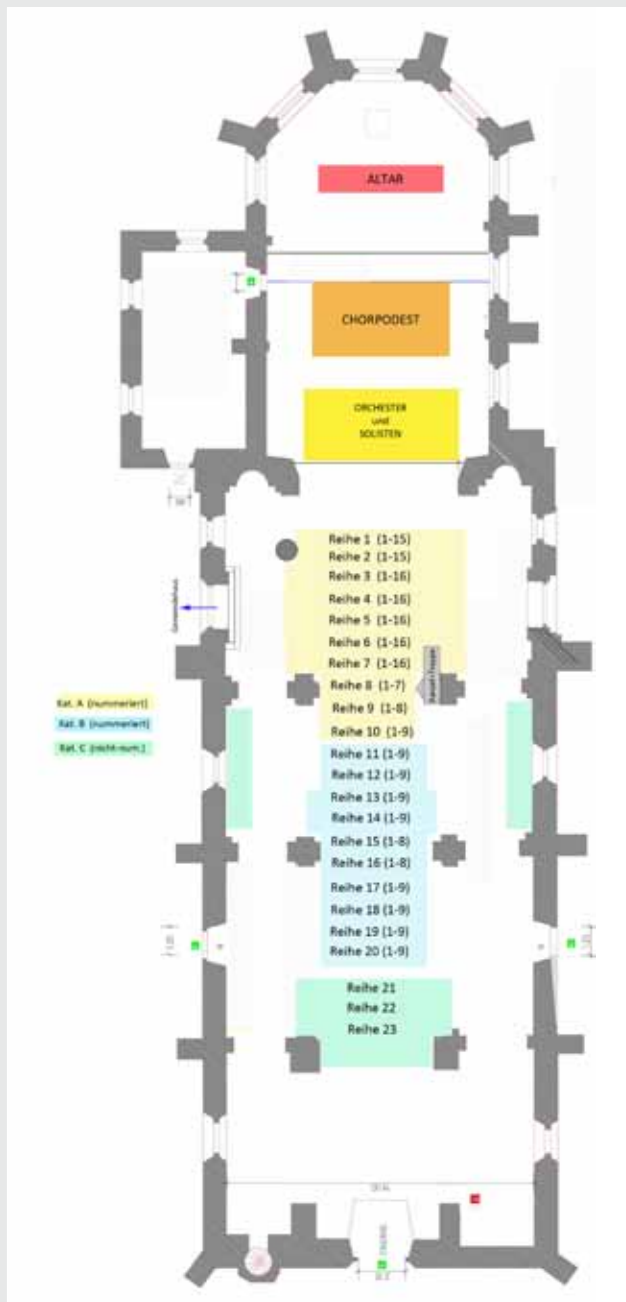 ALTAR
CHORPODEST
ORCHESTER
und
SOLISTEN
Reihe 1 (1-15)
Reihe 2 (1-15)
Reihe 3 (1-16)
Reihe 4 (1-16)
Reihe 5 (1-16)
Reihe 6 (1-16)
Reihe 7 (1-16)
Reihe 8 (1-7)
Reihe 9 (1-8)
Reihe 10 (1-9)
Reihe 11 (1-9)
Reihe 12 (1-9)
Reihe 13 (1-9)
Reihe 14 (1-9)
Reihe 15 (1-8)
Reihe 16 (1-8)
Reihe 17 (1-9)
Reihe 18 (1-9)
Reihe 19 (1-9)
Reihe 20 (1-9)
Reihe 21
Reihe 22
Reihe 23
Gemeindehaus
Kanzel-Treppe
Kat. A (nummeriert)
Kat. B (nummeriert)
Kat. C (nicht-num.)